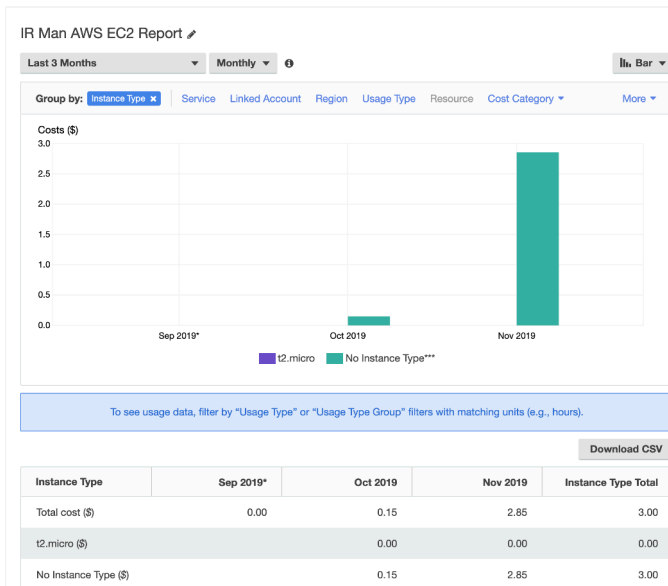 IR Man AWS EC2 Report
Last 3 Months Monthly Bar
Group by: Instance Type × Service Linked Account Region Usage Type Resource Cost Category More
Costs ($)
3.0
2.5
2.0
1.5
1.0
0.5
0.0
Sep 2019* Oct 2019 Nov 2019
t2.micro No Instance Type***
To see usage data, filter by “Usage Type” or “Usage Type Group” filters with matching units (e.g., hours).
Download CSV
Instance Type Sep 2019* Oct 2019 Nov 2019 Instance Type Total
Total cost ($) 0.00 0.15 2.85 3.00
t2.micro ($) 0.00 0.00 0.00
No Instance Type ($) 0.15 2.85 3.00